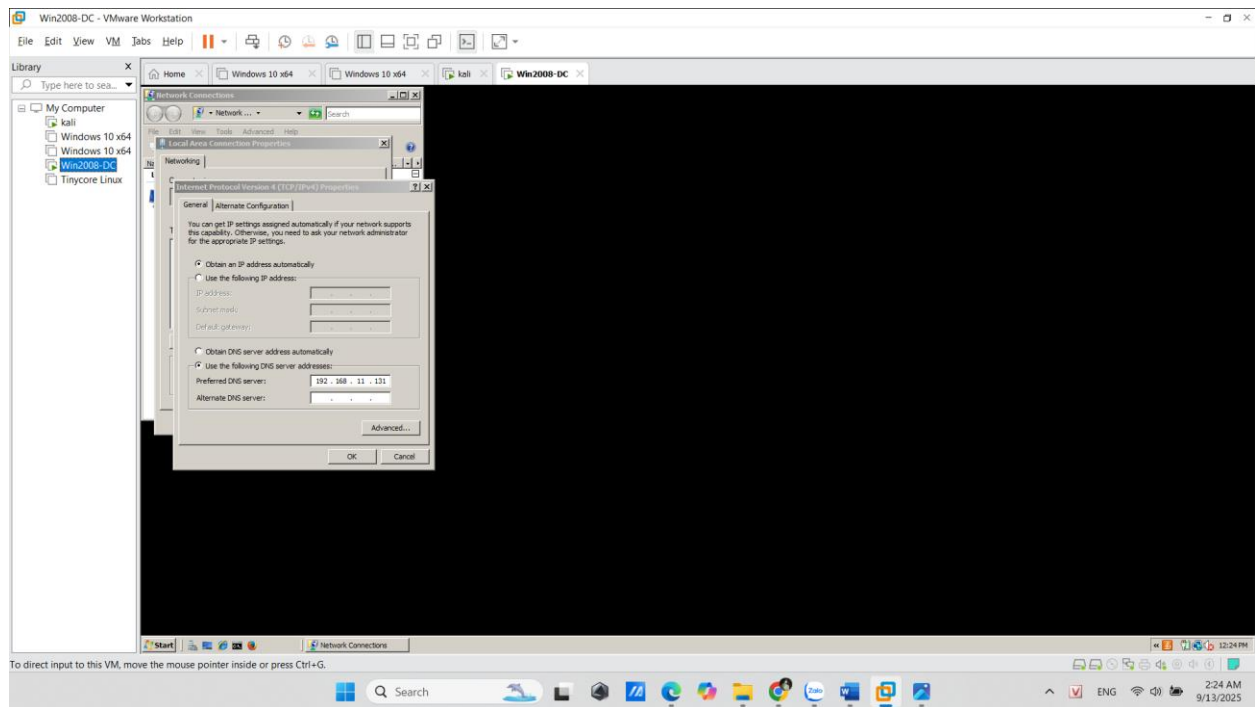 Win2008-DC - VMware Workstation
File Edit View VM Tabs Help
Library X
Type here to sea...
Home Windows 10 x64 Windows 10 x64 kali Win2008-DC
My Computer
kali
Windows 10 x64
Windows 10 x64
Win2008-DC
Tinycore Linux
Network Connections
Network ...
Search
File Edit View Tools Advanced Help
Local Area Connection Properties
Networking
Internet Protocol Version 4 (TCP/IPv4) Properties
General Alternate Configuration
You can get IP settings assigned automatically if your network supports
this capability. Otherwise, you need to ask your network administrator
for the appropriate IP settings.
Obtain an IP address automatically
Use the following IP address:
IP address:
Subnet mask:
Default gateway:
Obtain DNS server address automatically
Use the following DNS server addresses:
Preferred DNS server: 192 . 168 . 11 . 131
Alternate DNS server: . . .
Advanced...
OK Cancel
Start Network Connections 12:24 PM
To direct input to this VM, move the mouse pointer inside or press Ctrl+G.
Search Zalo ENG 2:24 AM
9/13/2025